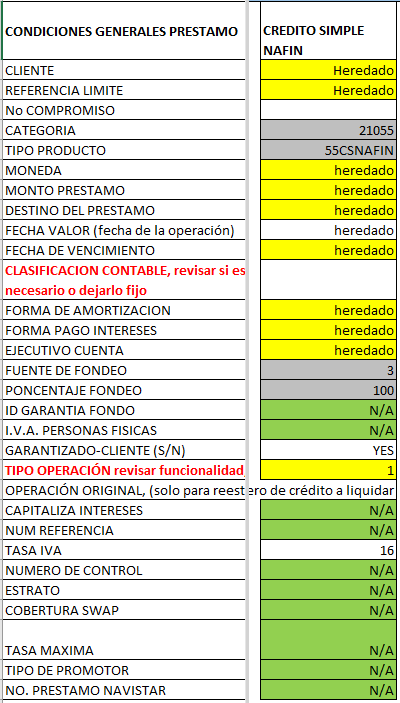 CONDICIONES GENERALES PRESTAMO CREDITO SIMPLE
NAFIN
CLIENTE Heredado
REFERENCIA LIMITE Heredado
No COMPROMISO
CATEGORIA 21055
TIPO PRODUCTO 55CSNAFIN
MONEDA heredado
MONTO PRESTAMO heredado
DESTINO DEL PRESTAMO heredado
FECHA VALOR (fecha de la operación) heredado
FECHA DE VENCIMIENTO heredado
CLASIFICACION CONTABLE, revisar si es
necesario o dejarlo fijo
FORMA DE AMORTIZACION heredado
FORMA PAGO INTERESES heredado
EJECUTIVO CUENTA heredado
FUENTE DE FONDEO 3
PONCENTAJE FONDEO 100
ID GARANTIA FONDO N/A
I.V.A. PERSONAS FISICAS N/A
GARANTIZADO-CLIENTE (S/N) YES
TIPO OPERACIÓN revisar funcionalidad 1
OPERACIÓN ORIGINAL, (solo para reest ero de crédito a liquidar
CAPITALIZA INTERESES N/A
NUM REFERENCIA N/A
TASA IVA 16
NUMERO DE CONTROL N/A
ESTRATO N/A
COBERTURA SWAP N/A
TASA MAXIMA N/A
TIPO DE PROMOTOR N/A
NO. PRESTAMO NAVISTAR N/A